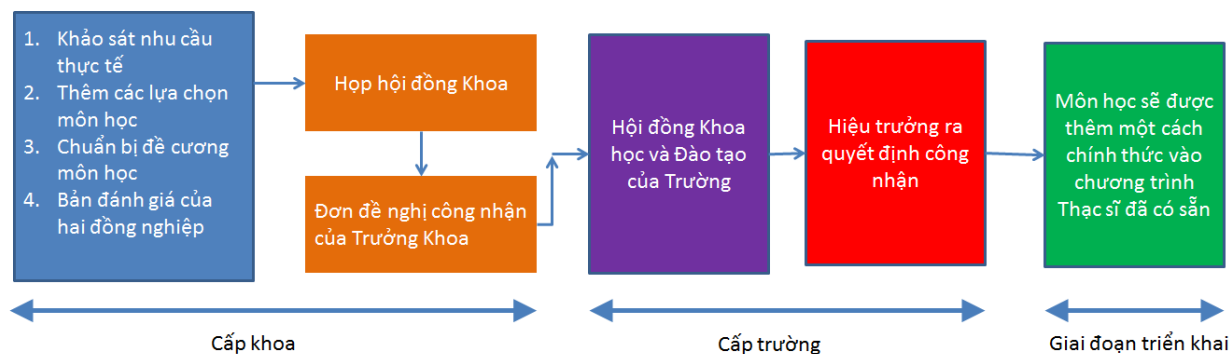 1. Khảo sát nhu cầu
thực tế
2. Thêm các lựa chọn
môn học
3. Chuẩn bị đề cương
môn học
4. Bản đánh giá của
hai đồng nghiệp
Họp hội đồng Khoa
Đơn đề nghị công nhận
của Trưởng Khoa
Hội đồng Khoa
học và Đào tạo
của Trường
Hiệu trưởng ra
quyết định công
nhận
Môn học sẽ được
thêm một cách
chính thức vào
chương trình
Thạc sĩ đã có sẵn
Cấp khoa
Cấp trường
Giai đoạn triển khai